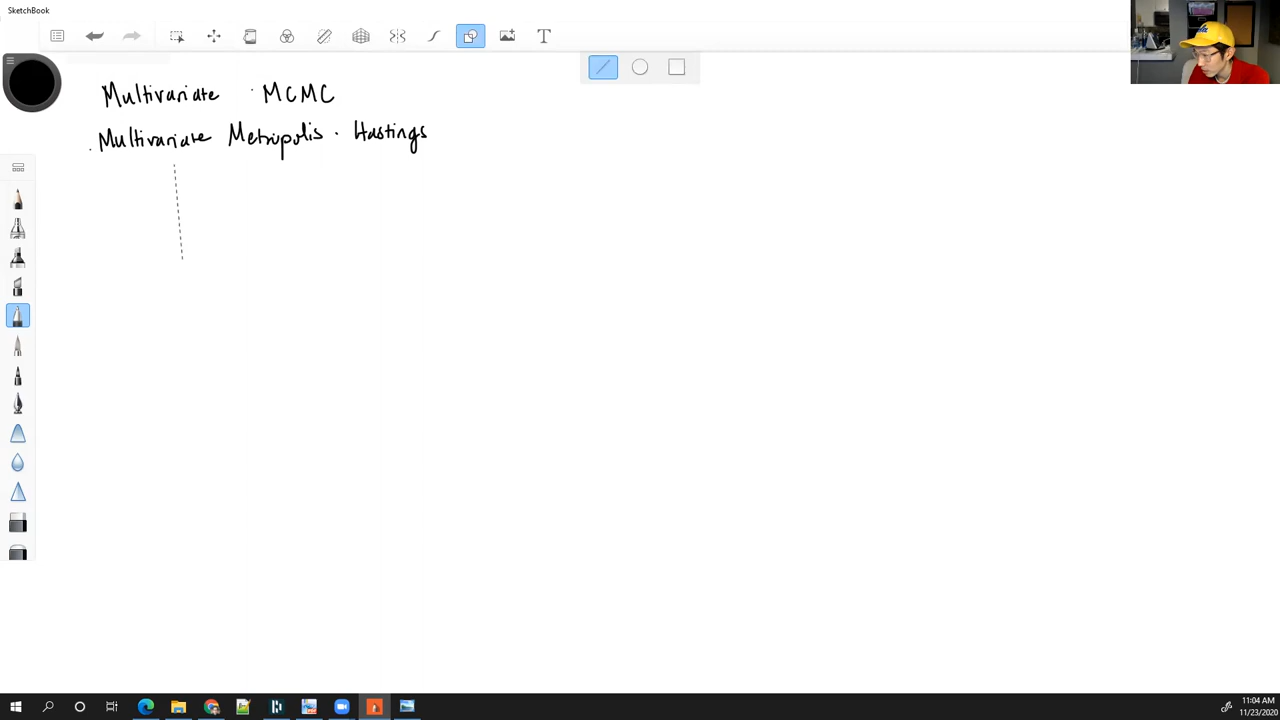 SketchBook
Multivariate MCMC
Multivariate Metropolis - Hastings
11:04 AM
11/23/2020